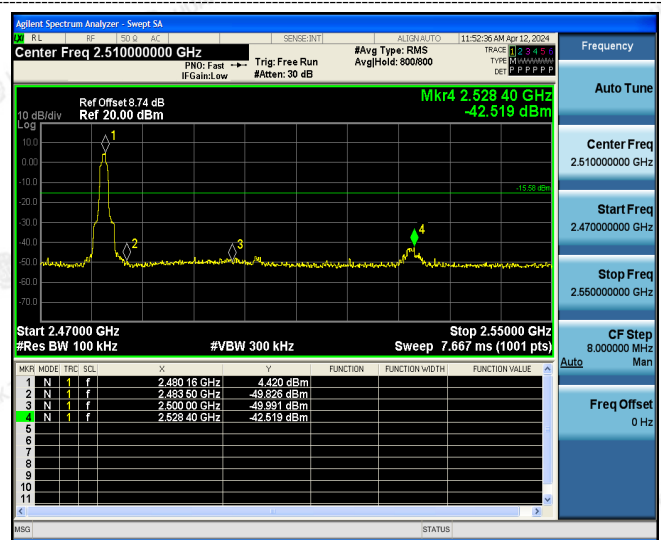 Agilent Spectrum Analyzer - Swept SA
LXI RL RF 50 Ω AC SENSE:INT ALIGN AUTO 11:52:36 AM Apr 12, 2024
Center Freq 2.510000000 GHz
#Avg Type: RMS
TRACE 1 2 3 4 5 6
PNO: Fast
Trig: Free Run
Avg|Hold: 800/800
TYPE M WWWWW
IFGain:Low
#Atten: 30 dB
DET P P P P P P
Mkr4 2.528 40 GHz
-42.519 dBm
Ref Offset 8.74 dB
10 dB/div Ref 20.00 dBm
Log
1
10.0
0.00
-10.0
-15.58 dBm
-20.0
-30.0
4
-40.0
2 3
-50.0
-60.0
-70.0
Start 2.47000 GHz Stop 2.55000 GHz
#Res BW 100 kHz #VBW 300 kHz Sweep 7.667 ms (1001 pts)
MKR MODE TRC SCL X Y FUNCTION FUNCTION WIDTH FUNCTION VALUE
1 N 1 f 2.480 16 GHz 4.420 dBm
2 N 1 f 2.483 50 GHz -49.826 dBm
3 N 1 f 2.500 00 GHz -49.991 dBm
4 N 1 f 2.528 40 GHz -42.519 dBm
5
6
7
8
9
10
11
MSG STATUS
Frequency
Auto Tune
Center Freq
2.510000000 GHz
Start Freq
2.470000000 GHz
Stop Freq
2.550000000 GHz
CF Step
8.000000 MHz
Auto Man
Freq Offset
0 Hz